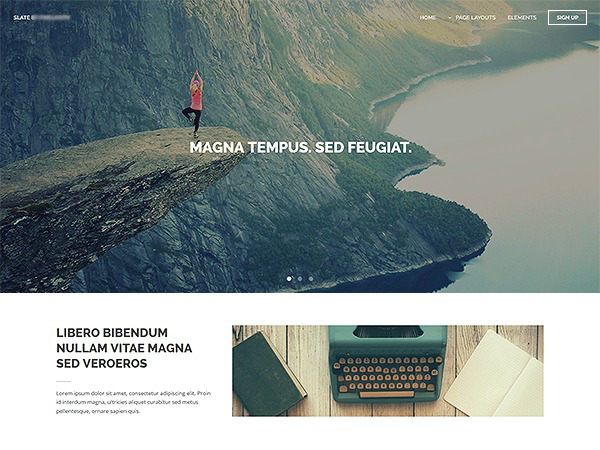 SLATE
HOME
PAGE LAYOUTS
ELEMENTS
SIGN UP
MAGNA TEMPUS. SED FEUGIAT.
LIBERO BIBENDUM
NULLAM VITAE MAGNA
SED VEROEROS
Lorem ipsum dolor sit amet, consectetur adipiscing elit. Proin
id interdum magna, ultricies aliquet curabitur sed metus
pellentesque, ornare sapien quis.